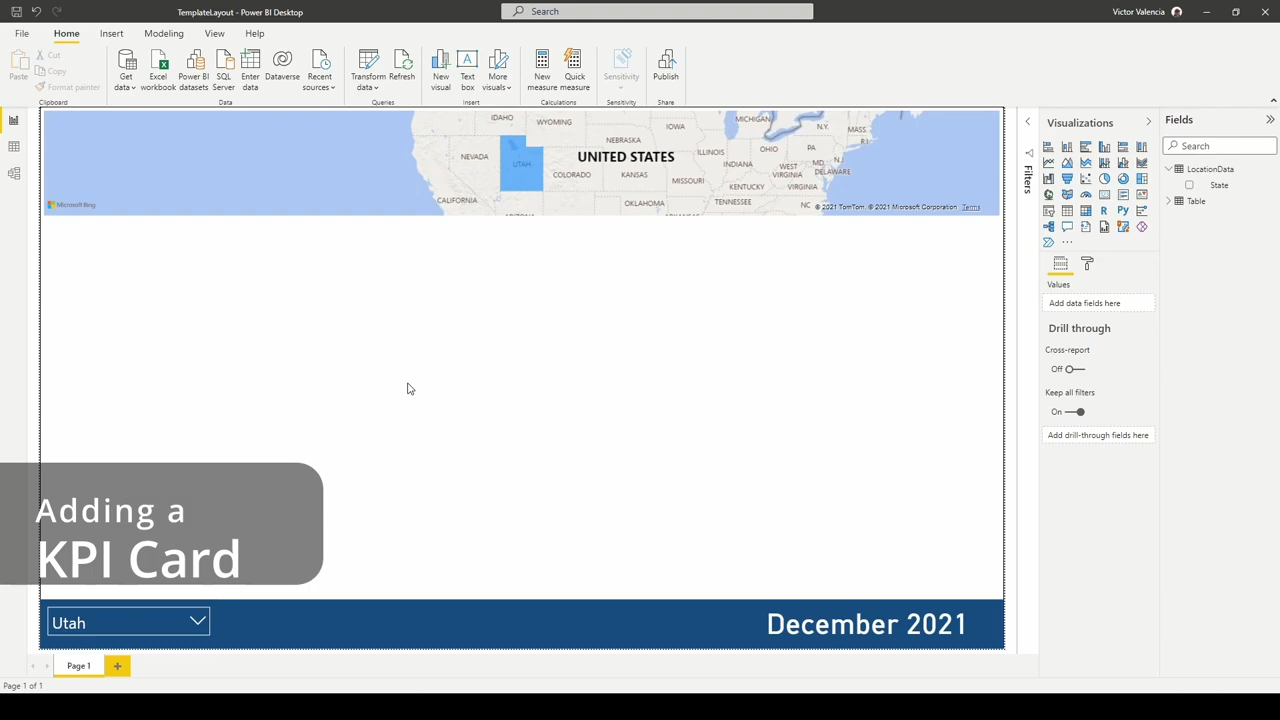 TemplateLayout - Power BI Desktop
Search
Victor Valencia
File
Home
Insert
Modeling
View
Help
Paste
Cut
Copy
Format painter
Clipboard
Get data
Excel workbook
Power BI datasets
SQL Server
Enter data
Dataverse
Recent sources
Data
Transform data
Refresh
Queries
New visual
Text box
More visuals
Insert
New measure
Quick measure
Calculations
Sensitivity
Sensitivity
Publish
Share
IDAHO
WYOMING
NEBRASKA
IOWA
MICHIGAN
N.Y.
MASS.
R.I.
NEVADA
UTAH
UNITED STATES
COLORADO
KANSAS
MISSOURI
ILLINOIS
INDIANA
OHIO
PA.
N.J.
MD.
DELAWARE
WEST VIRGINIA
KENTUCKY
VIRGINIA
CALIFORNIA
OKLAHOMA
TENNESSEE
NC
ARIZONA
Microsoft Bing
© 2021 TomTom, © 2021 Microsoft Corporation Terms
Filters
Visualizations
Values
Add data fields here
Drill through
Cross-report
Off
Keep all filters
On
Add drill-through fields here
Fields
Search
LocationData
State
Table
Adding a
KPI Card
Utah
December 2021
Page 1
Page 1 of 1